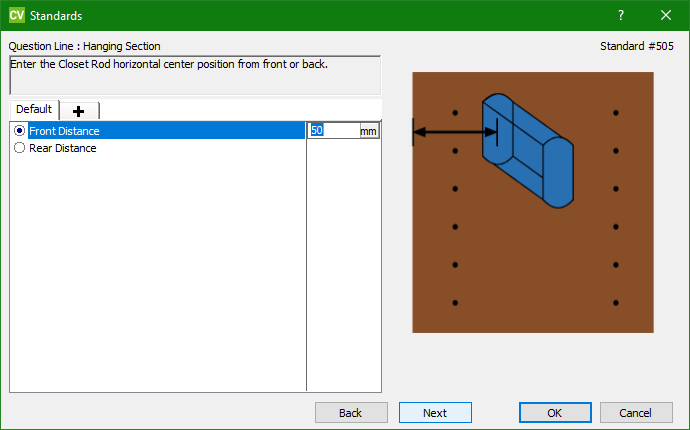 CV Standards ?
Question Line : Hanging Section Standard #505
Enter the Closet Rod horizontal center position from front or back.
Default
Front Distance 50 mm
Rear Distance
Back Next OK Cancel